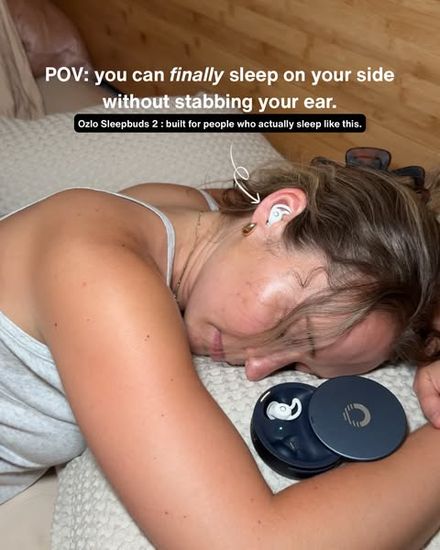 POV: you can finally sleep on your side
without stabbing your ear.
Ozlo Sleepbuds 2 : built for people who actually sleep like this.